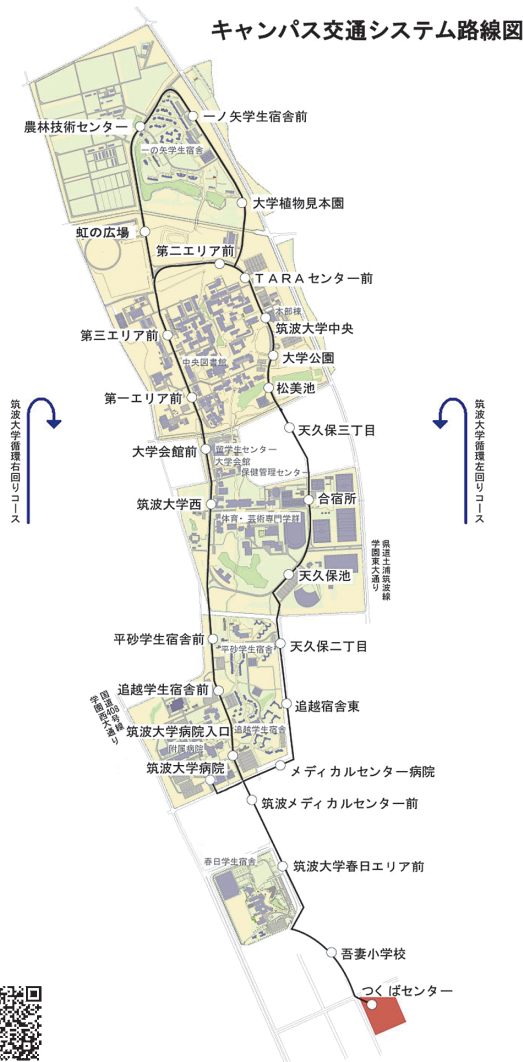 キャンパス交通システム路線図
一ノ矢学生宿舎前
農林技術センター
一の矢学生宿舎
大学植物見本園
虹の広場
第二エリア前
TARAセンター前
本部棟
筑波大学中央
第三エリア前
大学公園
中央図書館
松美池
第一エリア前
筑波大学循環右回りコース
筑波大学循環左回りコース
天久保三丁目
大学会館前
留学生センター
大学会館
保健管理センター
合宿所
筑波大学西
体育・芸術専門学群
県道土浦筑波線
学園東大通り
天久保池
平砂学生宿舎前
天久保二丁目
平砂学生宿舎
追越学生宿舎前
国道408号線
学園西大通り
追越宿舎東
筑波大学病院入口
追越学生宿舎
附属病院
筑波大学病院
メディカルセンター病院
筑波メディカルセンター前
春日学生宿舎
筑波大学春日エリア前
吾妻小学校
つくばセンター